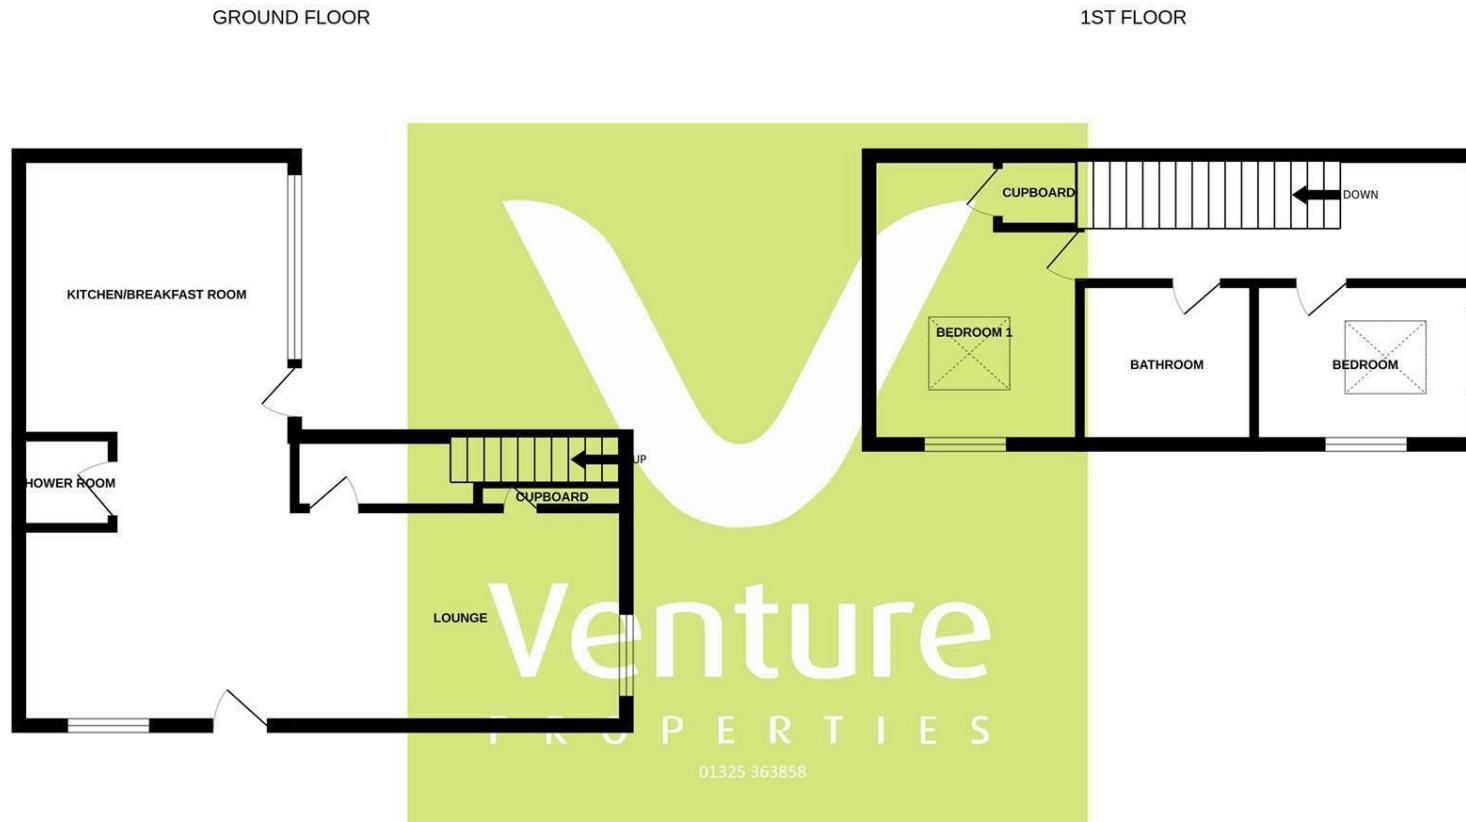 GROUND FLOOR
1ST FLOOR
KITCHEN/BREAKFAST ROOM
HOWER ROOM
UP
CUPBOARD
LOUNGE
CUPBOARD
DOWN
BEDROOM 1
BATHROOM
BEDROOM
Venture
PROPERTIES
01325 363858